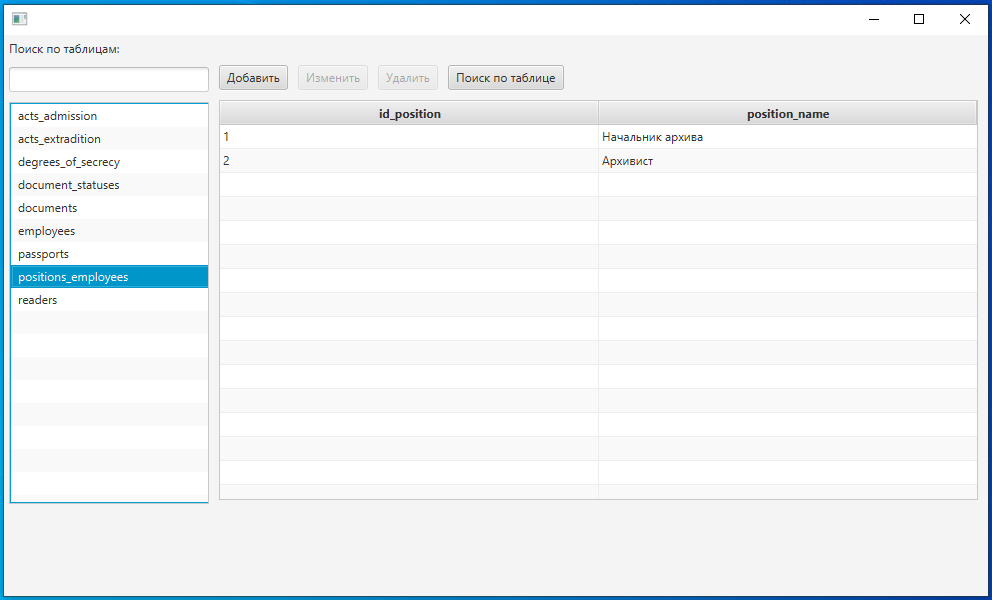 Поиск по таблицам:
Добавить Изменить Удалить Поиск по таблице
acts_admission
acts_extradition
degrees_of_secrecy
document_statuses
documents
employees
passports
positions_employees
readers
id_position position_name
1 Начальник архива
2 Архивист